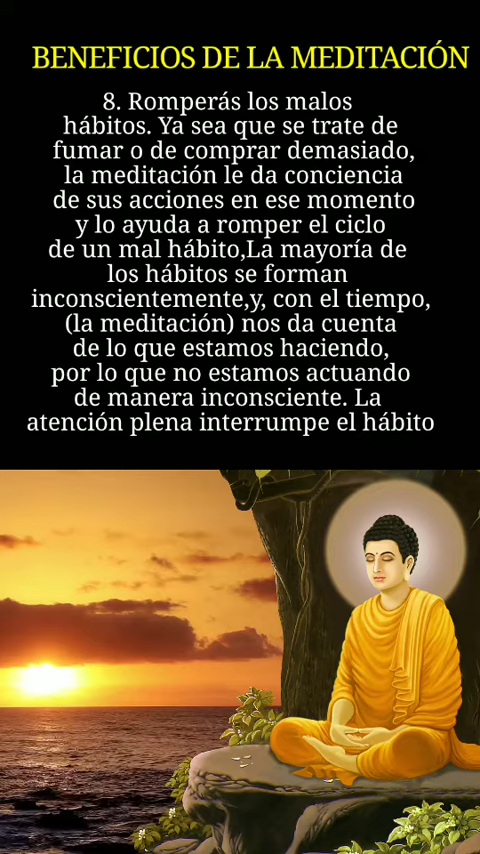 BENEFICIOS DE LA MEDITACIÓN
8. Romperás los malos
hábitos. Ya sea que se trate de
fumar o de comprar demasiado,
la meditación le da conciencia
de sus acciones en ese momento
y lo ayuda a romper el ciclo
de un mal hábito,La mayoría de
los hábitos se forman
inconscientemente,y, con el tiempo,
(la meditación) nos da cuenta
de lo que estamos haciendo,
por lo que no estamos actuando
de manera inconsciente. La
atención plena interrumpe el hábito